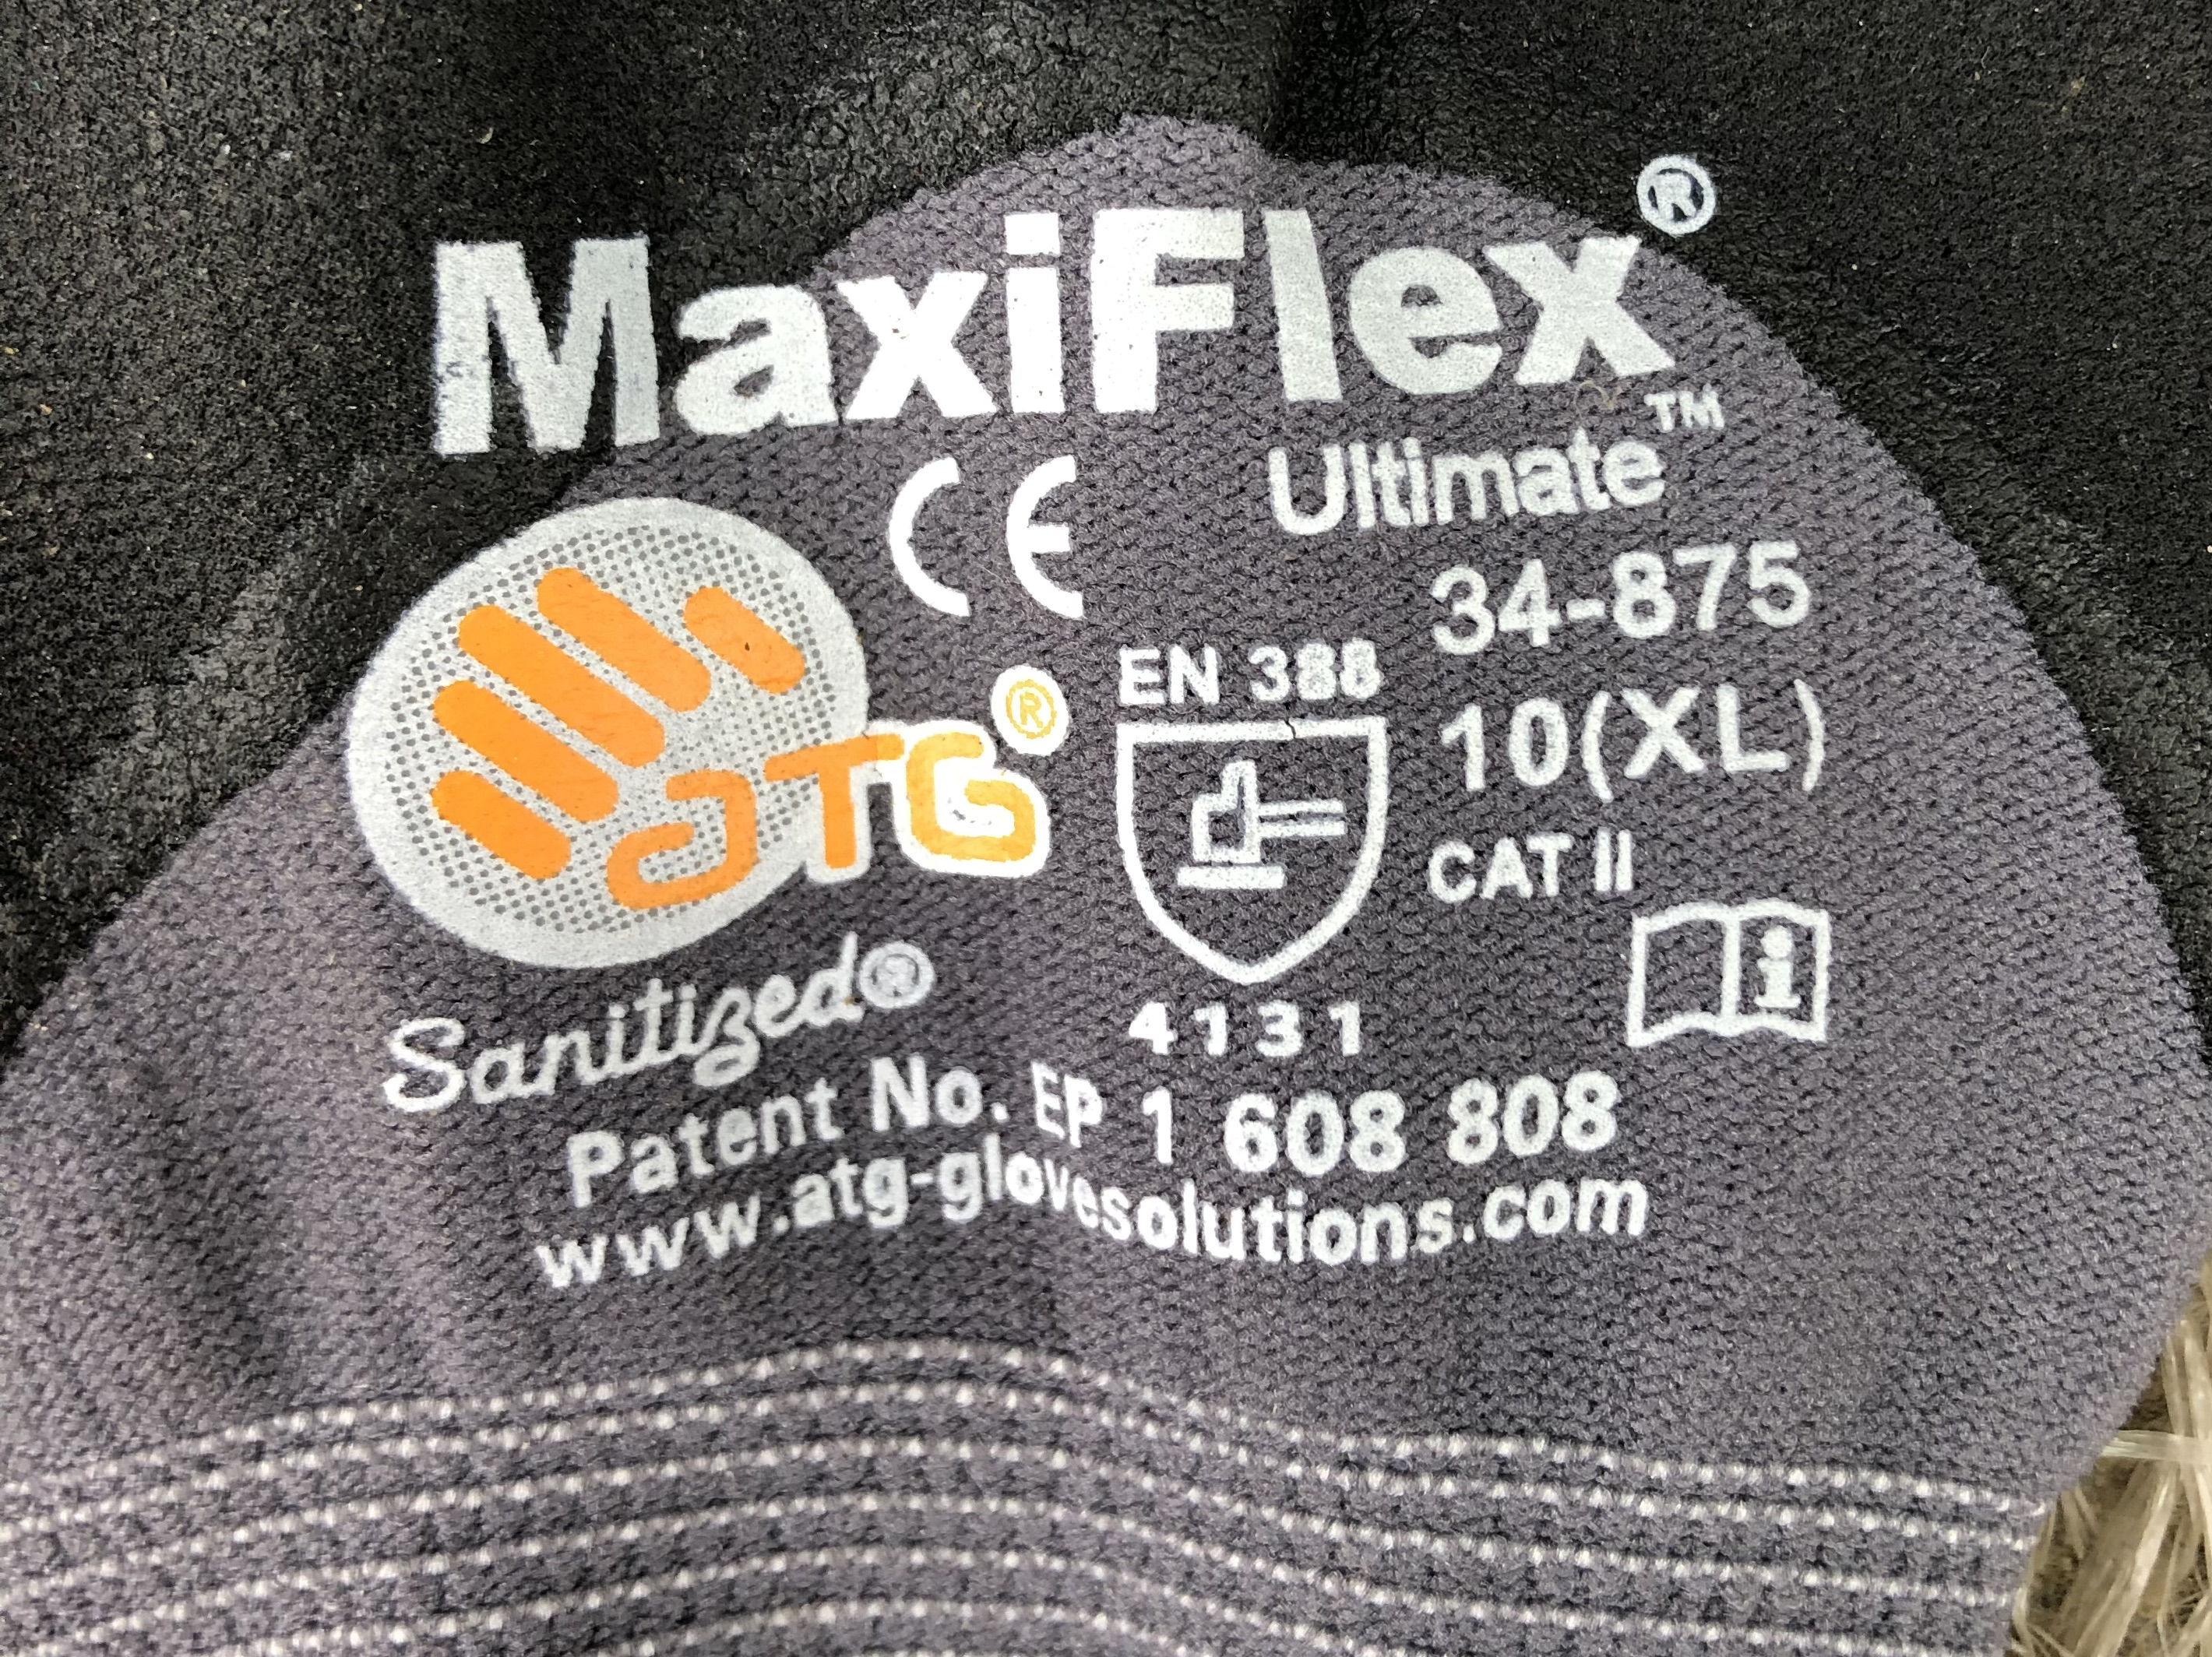 MaxiFlex®
Ultimate™
CE
34-875
EN 388
10(XL)
ATG®
CAT II
i
Sanitized®
4131
Patent No. EP 1 608 808
www.atg-glovesolutions.com